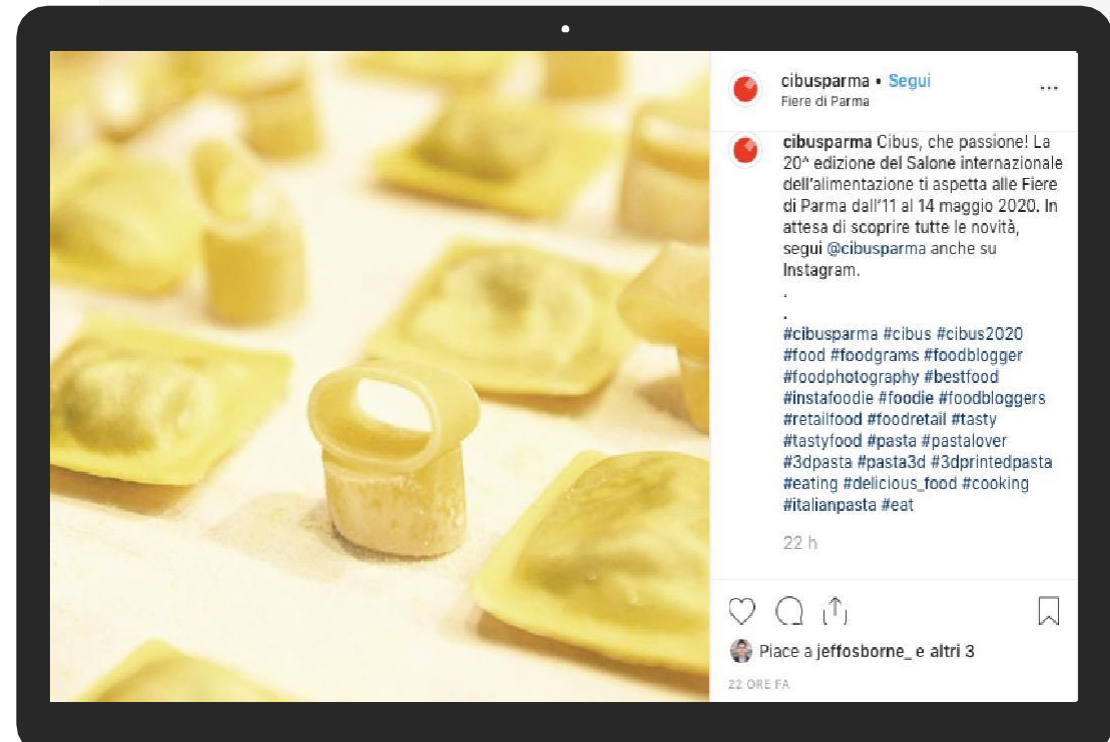 cibusparma • Segui
Fiere di Parma
...
cibusparma Cibus, che passione! La
20^ edizione del Salone internazionale
dell'alimentazione ti aspetta alle Fiere
di Parma dall'11 al 14 maggio 2020. In
attesa di scoprire tutte le novità,
segui @cibusparma anche su
Instagram.
.
.
#cibusparma #cibus #cibus2020
#food #foodgrams #foodblogger
#foodphotography #bestfood
#instafoodie #foodie #foodbloggers
#retailfood #foodretail #tasty
#tastyfood #pasta #pastalover
#3dpasta #pasta3d #3dprintedpasta
#eating #delicious_food #cooking
#italianpasta #eat
22 h
Piace a jeffosborne_ e altri 3
22 ORE FA